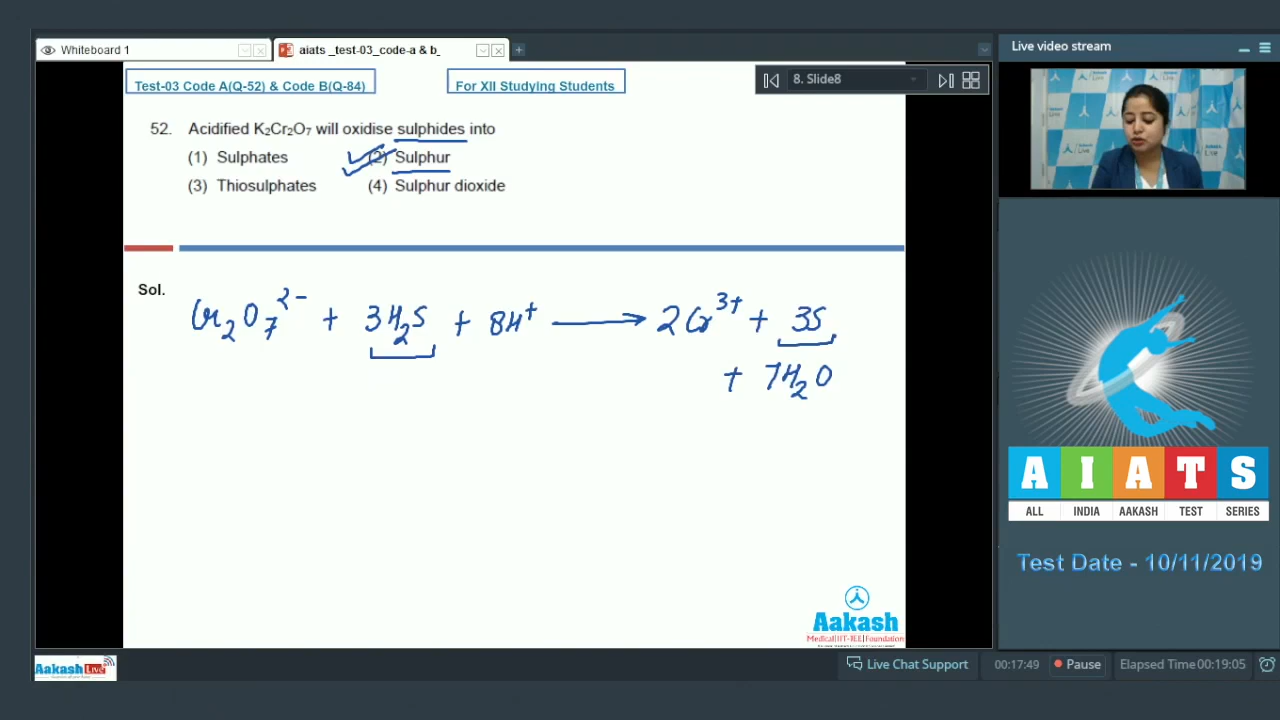 Whiteboard 1
aiats _test-03_code-a & b_
Live video stream
8. Slide8
Test-03 Code A(Q-52) & Code B(Q-84)
For XII Studying Students
52. Acidified K₂Cr₂O₇ will oxidise sulphides into
(1) Sulphates (2) Sulphur
(3) Thiosulphates (4) Sulphur dioxide
Sol.
Cr₂O₇²⁻ + 3H₂S + 8H⁺ ⟶ 2Cr³⁺ + 3S
+ 7H₂O
A I A T S
ALL INDIA AAKASH TEST SERIES
Test Date - 10/11/2019
Aakash
Medical|IIT-JEE|Foundation
Aakash Live
Live Chat Support
00:17:49
Pause
Elapsed Time 00:19:05